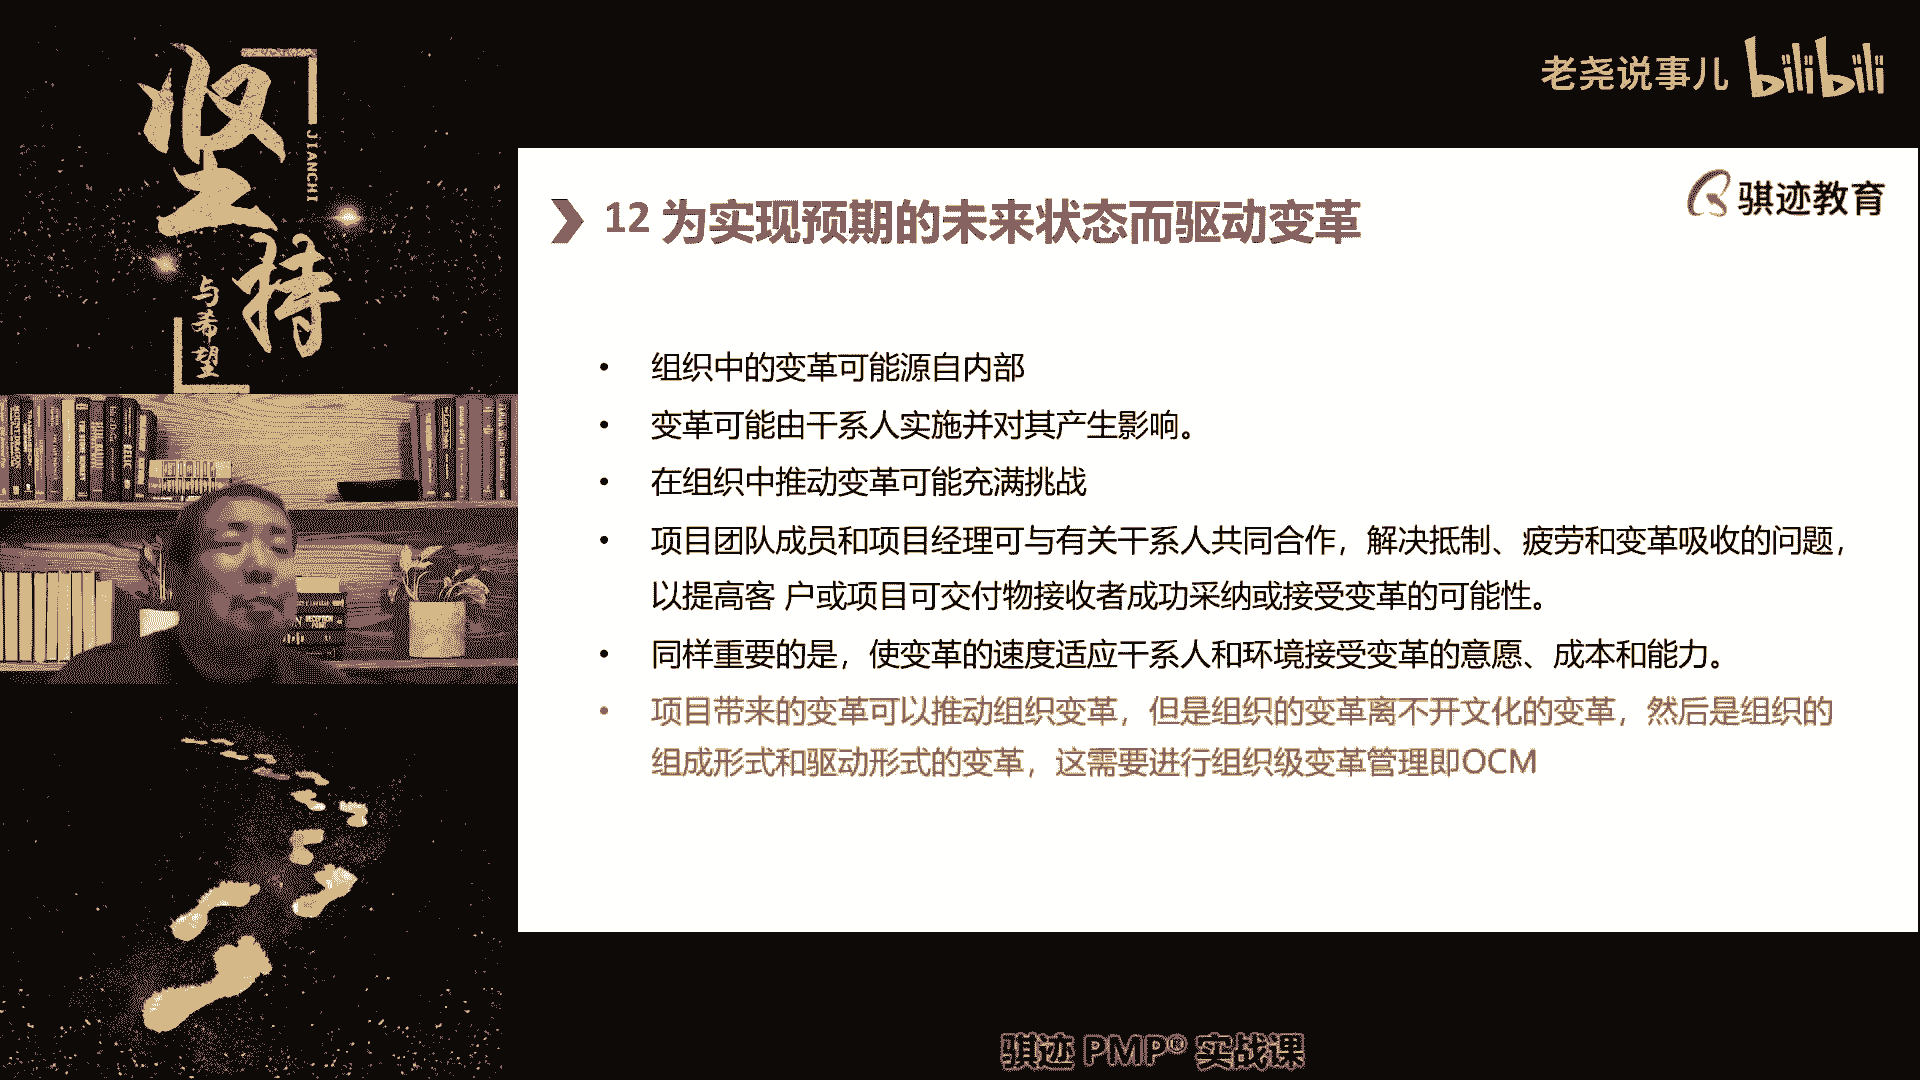 坚持
JIANCHI
与希望
老尧说事儿 bilibili
骐迹教育
12 为实现预期的未来状态而驱动变革
• 组织中的变革可能源自内部
• 变革可能由干系人实施并对其产生影响。
• 在组织中推动变革可能充满挑战
• 项目团队成员和项目经理可与有关干系人共同合作，解决抵制、疲劳和变革吸收的问题，
以提高客 户或项目可交付物接收者成功采纳或接受变革的可能性。
• 同样重要的是，使变革的速度适应干系人和环境接受变革的意愿、成本和能力。
• 项目带来的变革可以推动组织变革，但是组织的变革离不开文化的变革，然后是组织的
组成形式和驱动形式的变革，这需要进行组织级变革管理即OCM
骐迹 PMP® 实战课